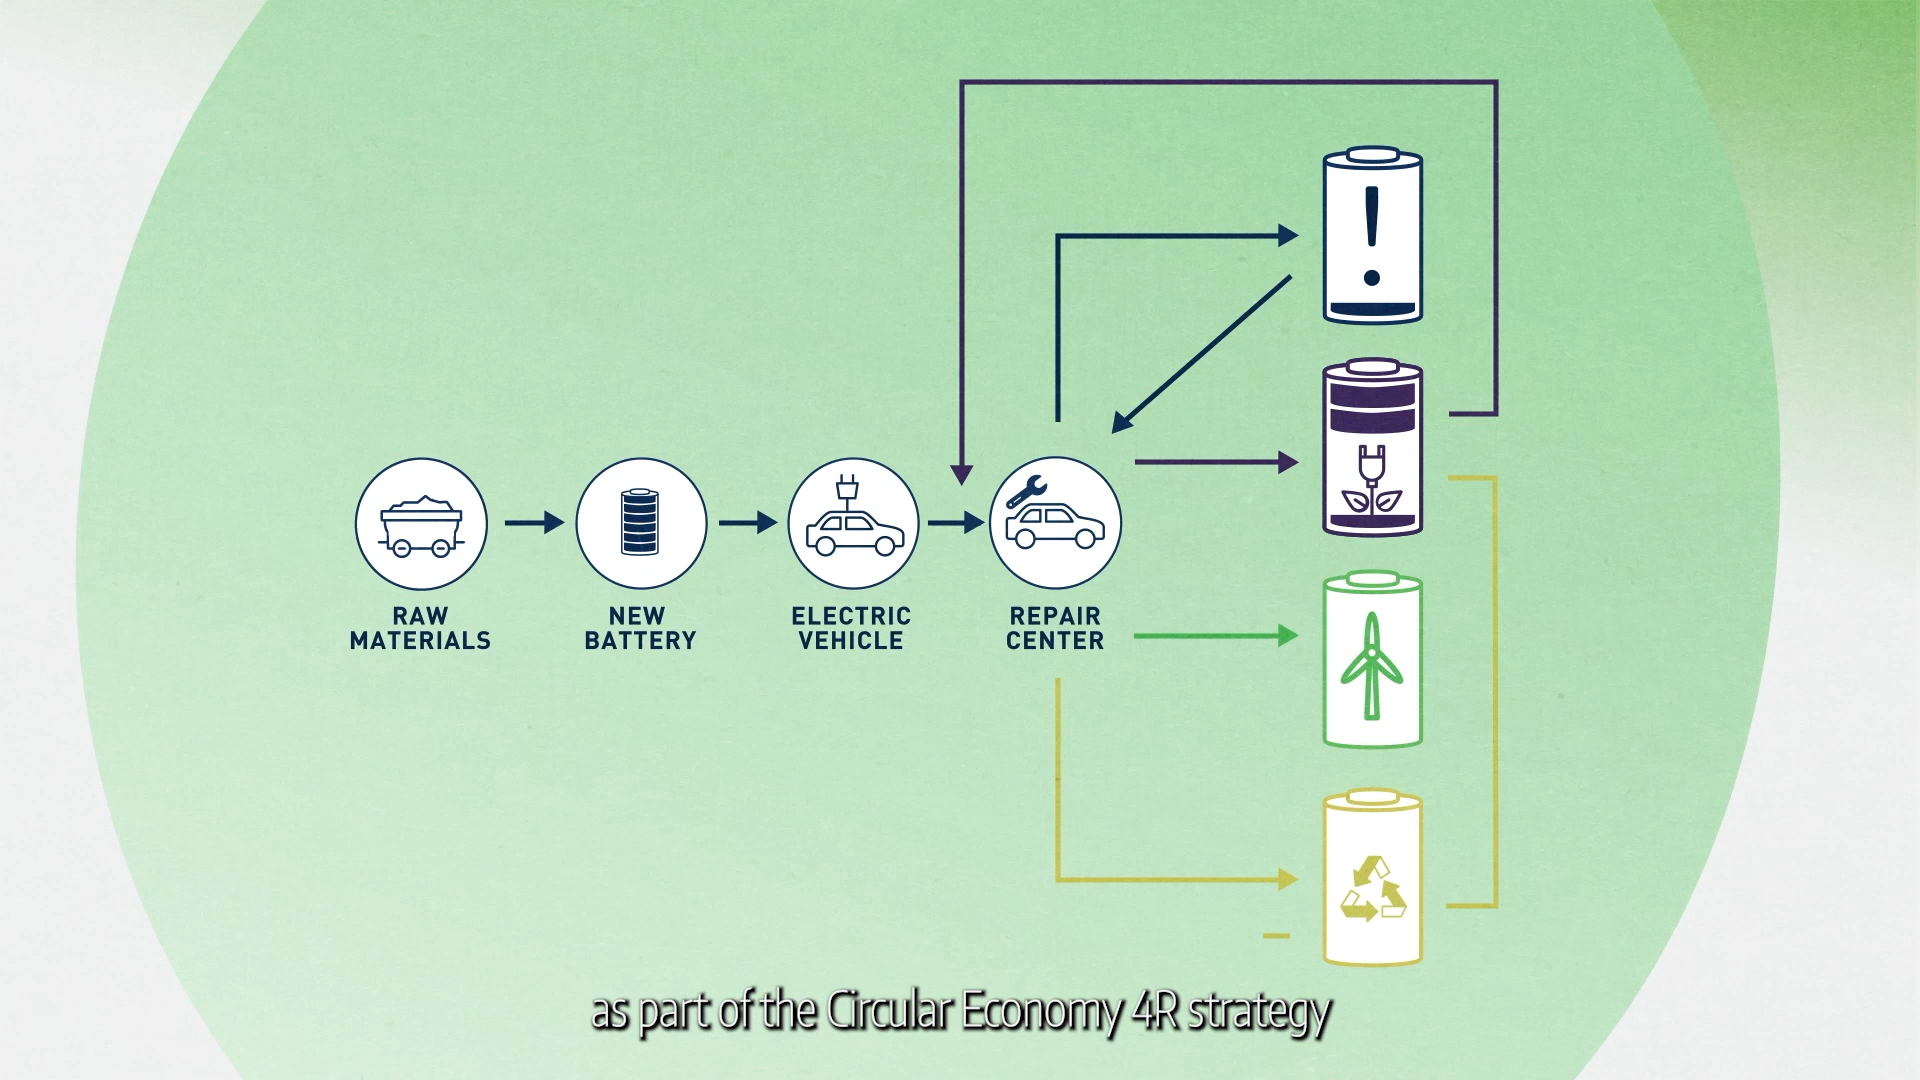 RAW
MATERIALS
NEW
BATTERY
ELECTRIC
VEHICLE
REPAIR
CENTER
as part of the Circular Economy 4R strategy